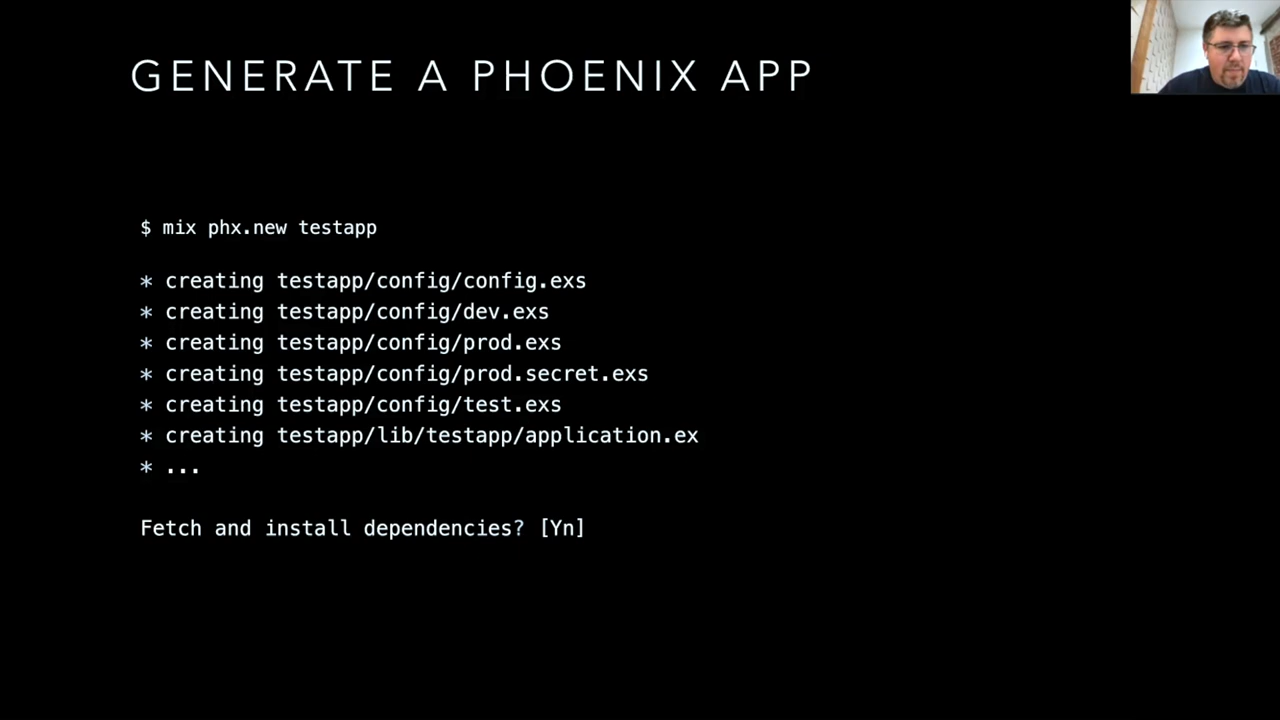 GENERATE A PHOENIX APP
$ mix phx.new testapp
* creating testapp/config/config.exs
* creating testapp/config/dev.exs
* creating testapp/config/prod.exs
* creating testapp/config/prod.secret.exs
* creating testapp/config/test.exs
* creating testapp/lib/testapp/application.ex
* ...
Fetch and install dependencies? [Yn]